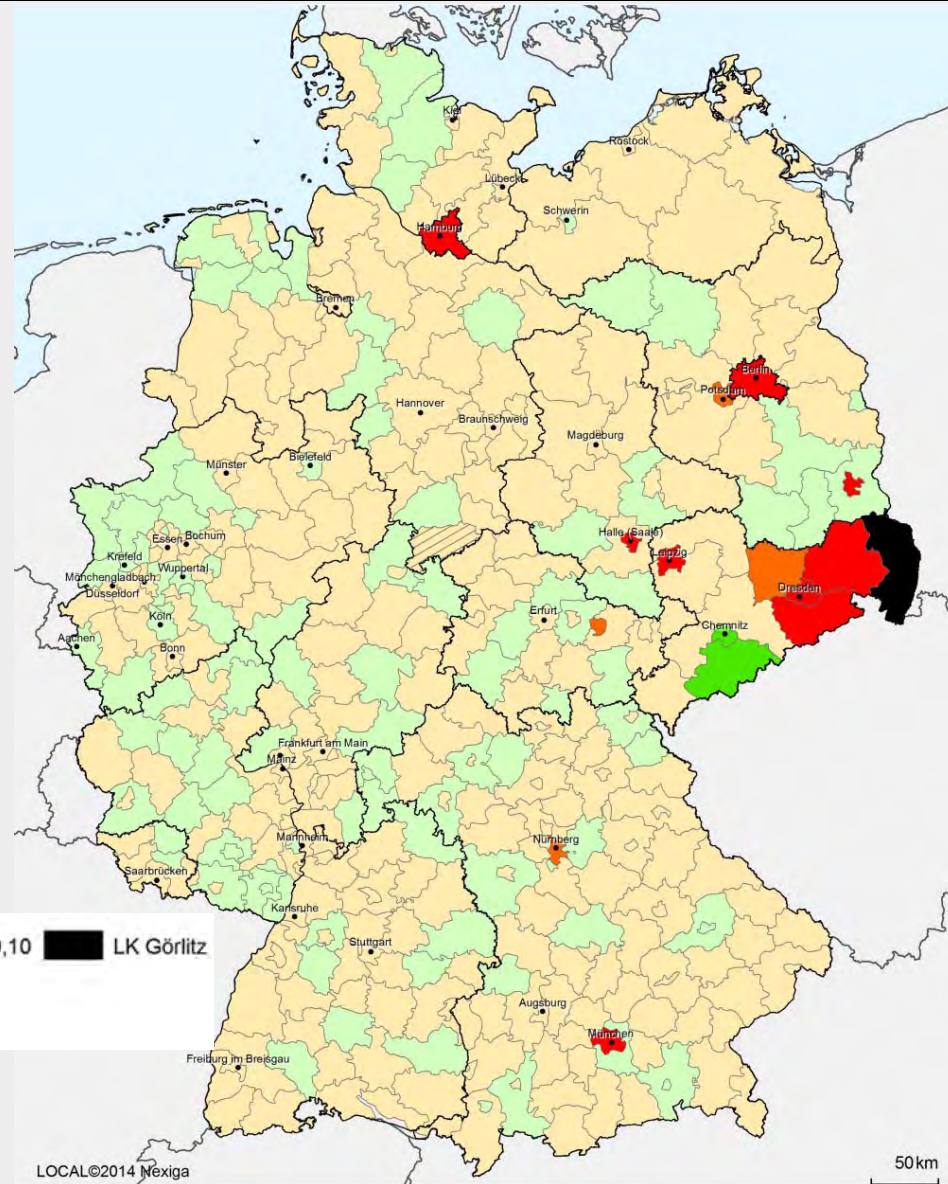 Kiel
Rostock
Lübeck
Schwerin
Hamburg
Bremen
Berlin
Potsdam
Hannover
Braunschweig
Magdeburg
Münster
Bielefeld
Halle (Saale)
Leipzig
Essen
Bochum
Krefeld
Wuppertal
Mönchengladbach
Düsseldorf
Dresden
Erfurt
Chemnitz
Köln
Aachen
Bonn
Frankfurt am Main
Mainz
Mannheim
Nürnberg
Saarbrücken
Karlsruhe
,10 LK Görlitz
Stuttgart
Augsburg
München
Freiburg im Breisgau
LOCAL©2014 Nexiga
50 km